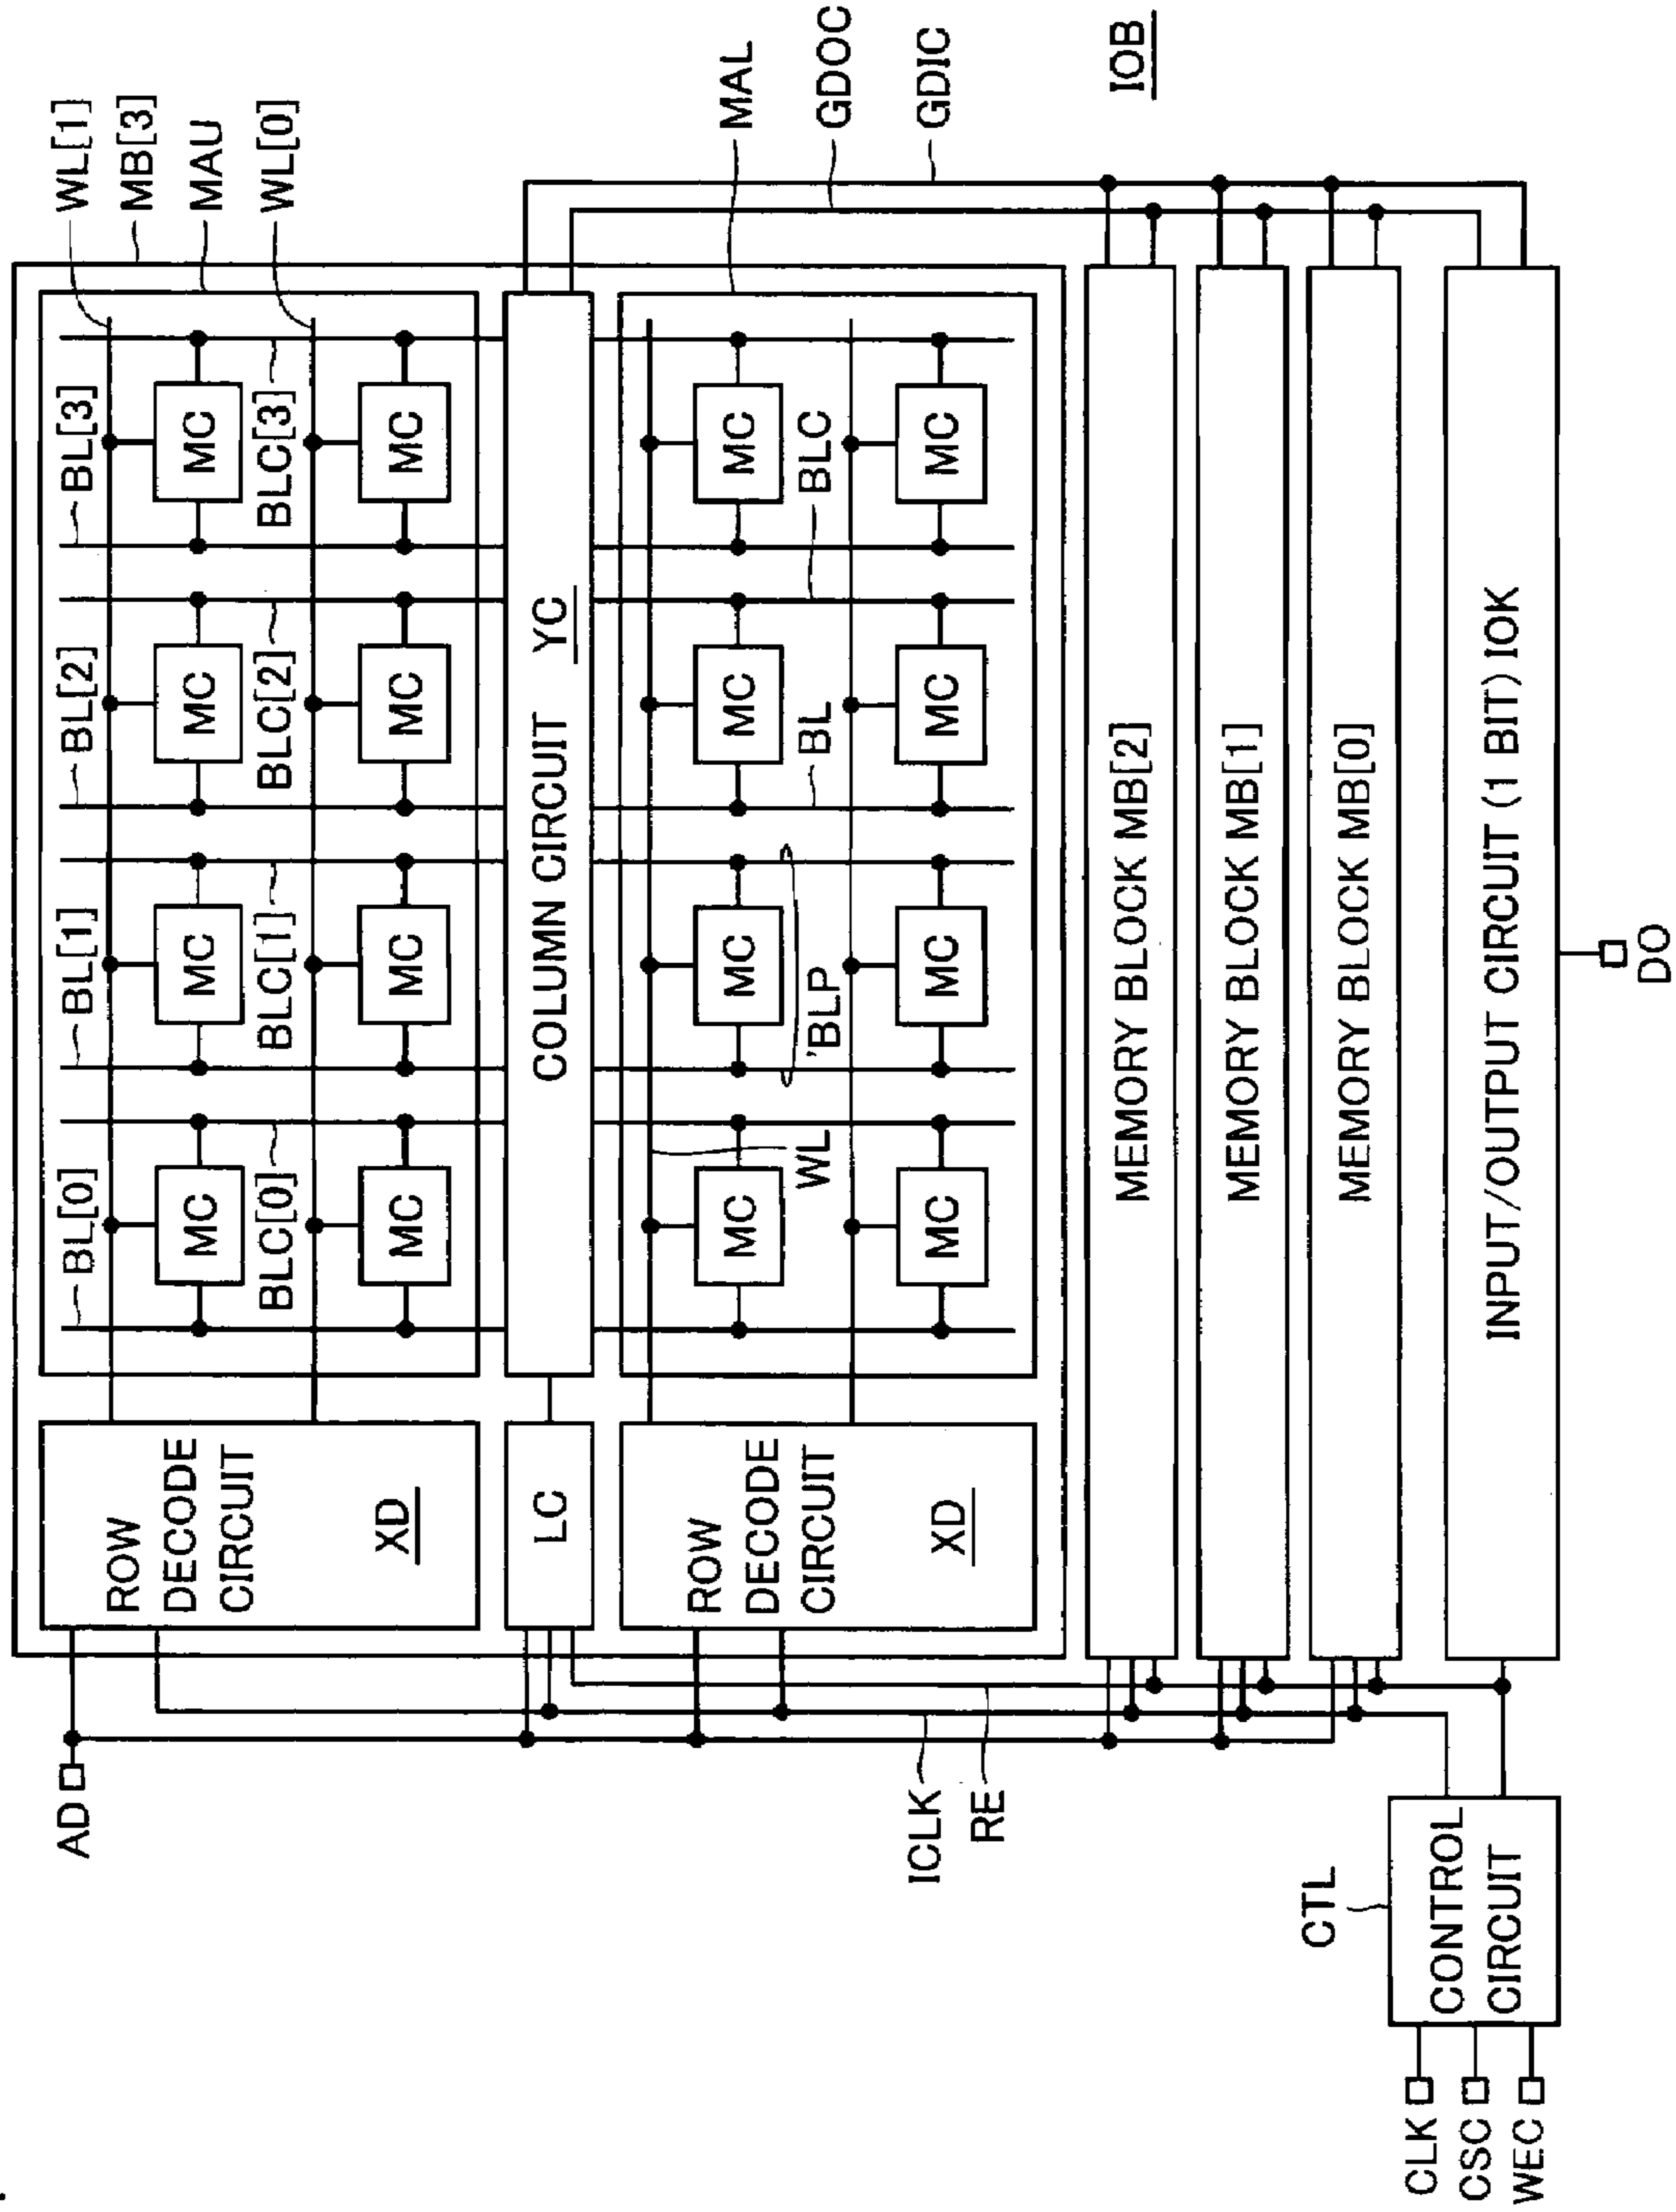 WL[1]
MB[3]
MAU
WL[0]
MAL
GDOC
GDIC
IOB
BL[0]
BL[1]
BL[2]
BL[3]
MC
MC
MC
MC
BLC[0]
BLC[1]
BLC[2]
BLC[3]
MC
MC
MC
MC
ROW
DECODE
CIRCUIT
XD
AD
LC
COLUMN CIRCUIT YC
ROW
DECODE
CIRCUIT
XD
MC
MC
MC
MC
WL
BLP
BL
BLC
MC
MC
MC
MC
ICLK
RE
MEMORY BLOCK MB[2]
MEMORY BLOCK MB[1]
MEMORY BLOCK MB[0]
INPUT/OUTPUT CIRCUIT (1 BIT) IOK
CTL
CONTROL
CIRCUIT
CLK
CSC
WEC
DO